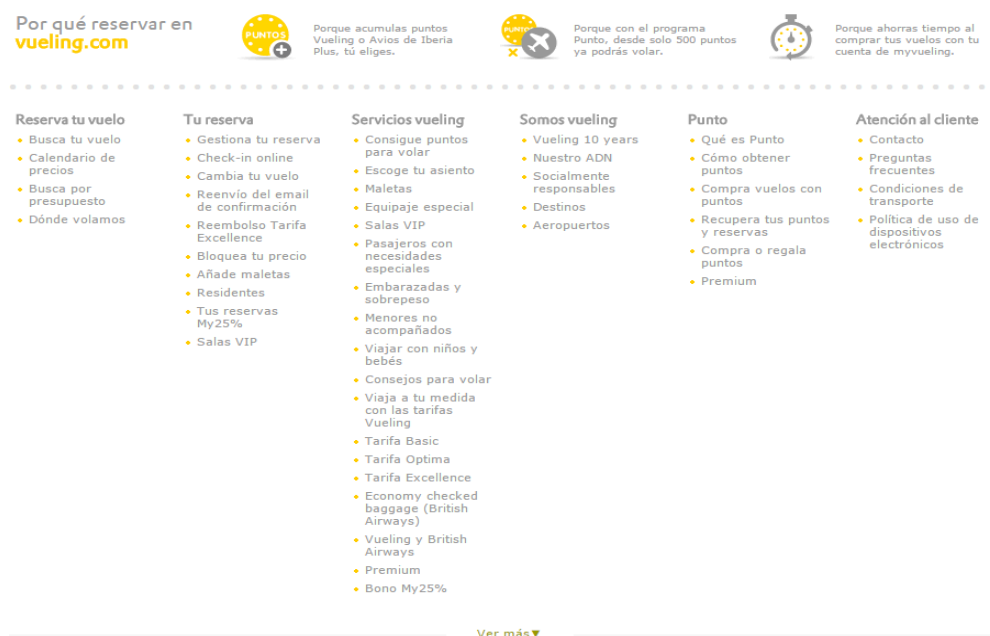 Por qué reservar en
vueling.com
PUNTOS
Porque acumulas puntos
Vueling o Avios de Iberia
Plus, tú eliges.
PUNTOS
Porque con el programa
Punto, desde solo 500 puntos
ya podrás volar.
Porque ahorras tiempo al
comprar tus vuelos con tu
cuenta de myvueling.
Reserva tu vuelo
Busca tu vuelo
Calendario de
precios
Busca por
presupuesto
Dónde volamos
Tu reserva
Gestiona tu reserva
Check-in online
Cambia tu vuelo
Reenvío del email
de confirmación
Reembolso Tarifa
Excellence
Bloquea tu precio
Añade maletas
Residentes
Tus reservas
My25%
Salas VIP
Servicios vueling
Consigue puntos
para volar
Escoge tu asiento
Maletas
Equipaje especial
Salas VIP
Pasajeros con
necesidades
especiales
Embarazadas y
sobrepeso
Menores no
acompañados
Viajar con niños y
bebés
Consejos para volar
Viaja a tu medida
con las tarifas
Vueling
Tarifa Basic
Tarifa Optima
Tarifa Excellence
Economy checked
baggage (British
Airways)
Vueling y British
Airways
Premium
Bono My25%
Somos vueling
Vueling 10 years
Nuestro ADN
Socialmente
responsables
Destinos
Aeropuertos
Punto
Qué es Punto
Cómo obtener
puntos
Compra vuelos con
puntos
Recupera tus puntos
y reservas
Compra o regala
puntos
Premium
Atención al cliente
Contacto
Preguntas
frecuentes
Condiciones de
transporte
Política de uso de
dispositivos
electrónicos
Ver más▼